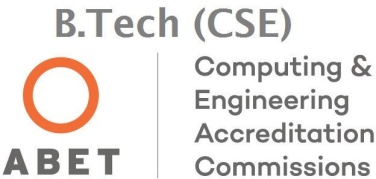 B.Tech (CSE)
ABET
Computing &
Engineering
Accreditation
Commissions